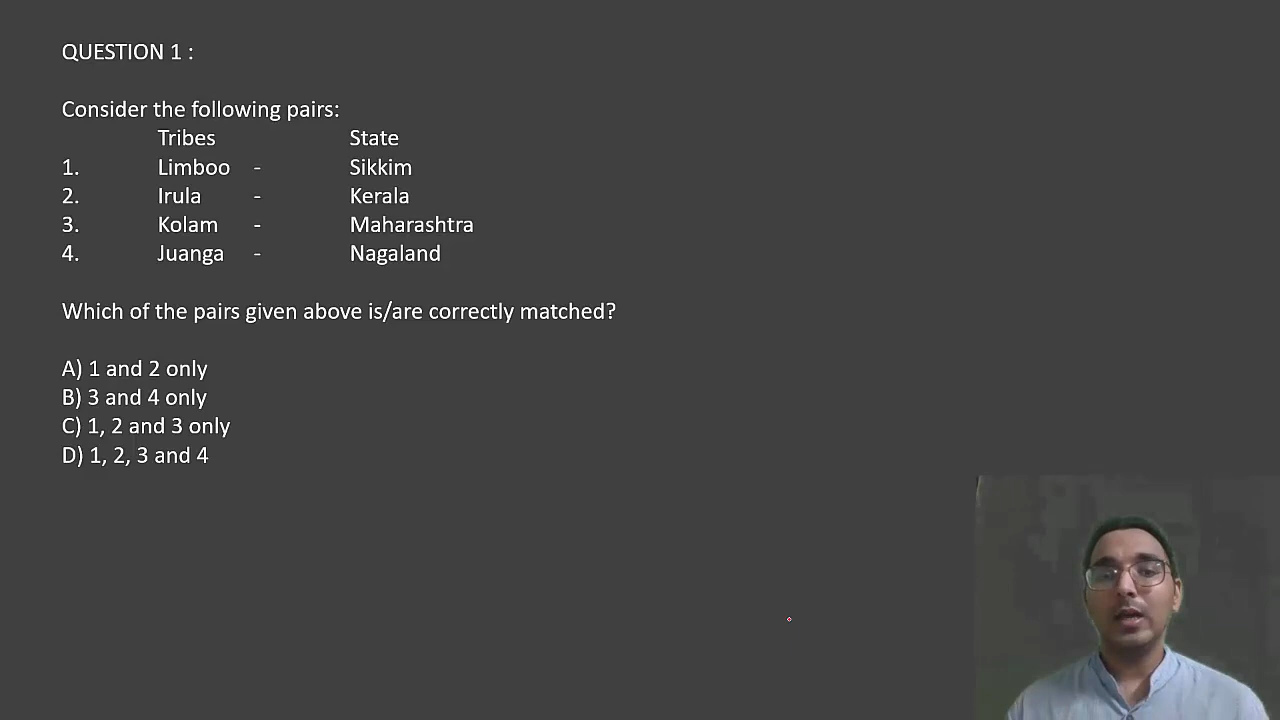 QUESTION 1 :
Consider the following pairs:
Tribes State
1. Limboo - Sikkim
2. Irula - Kerala
3. Kolam - Maharashtra
4. Juanga - Nagaland
Which of the pairs given above is/are correctly matched?
A) 1 and 2 only
B) 3 and 4 only
C) 1, 2 and 3 only
D) 1, 2, 3 and 4